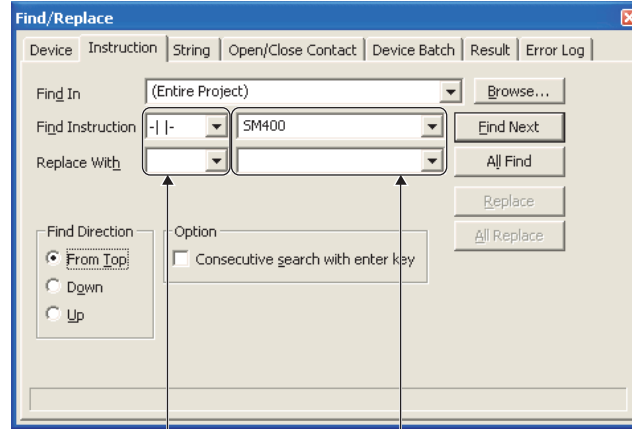 Find/Replace
Device Instruction String Open/Close Contact Device Batch Result Error Log
Find In (Entire Project) Browse...
Find Instruction -| |- SM400 Find Next
Replace With All Find
Replace
Find Direction Option All Replace
From Top Consecutive search with enter key
Down
Up